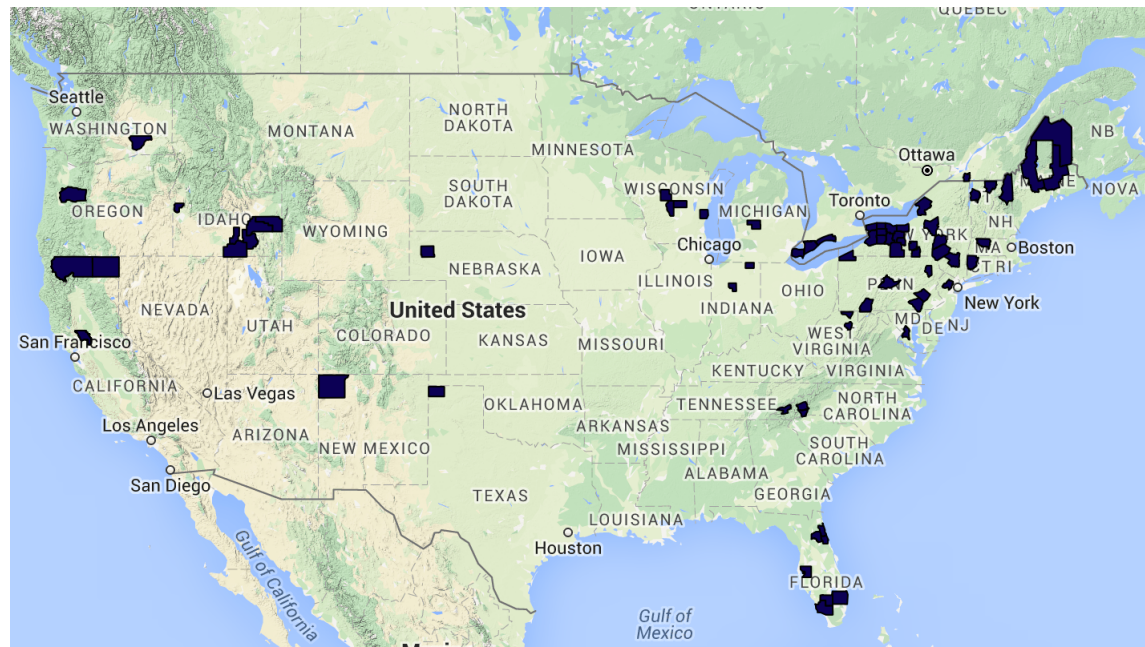 ONTARIO
QUEBEC
Seattle
WASHINGTON
MONTANA
NORTH
DAKOTA
MINNESOTA
Ottawa
NB
MAINE
NOVA
OREGON
IDAHO
SOUTH
DAKOTA
WISCONSIN
MICHIGAN
Toronto
NH
WYOMING
NEW YORK
MA
Boston
Chicago
IOWA
CT RI
NEBRASKA
ILLINOIS
OHIO
PENN
New York
NEVADA
United States
INDIANA
MD
DE
NJ
UTAH
COLORADO
KANSAS
MISSOURI
WEST
VIRGINIA
San Francisco
CALIFORNIA
KENTUCKY
VIRGINIA
Las Vegas
OKLAHOMA
TENNESSEE
NORTH
CAROLINA
Los Angeles
ARIZONA
NEW MEXICO
ARKANSAS
MISSISSIPPI
SOUTH
CAROLINA
San Diego
ALABAMA
TEXAS
GEORGIA
LOUISIANA
Houston
Gulf of California
FLORIDA
Gulf of
Mexico